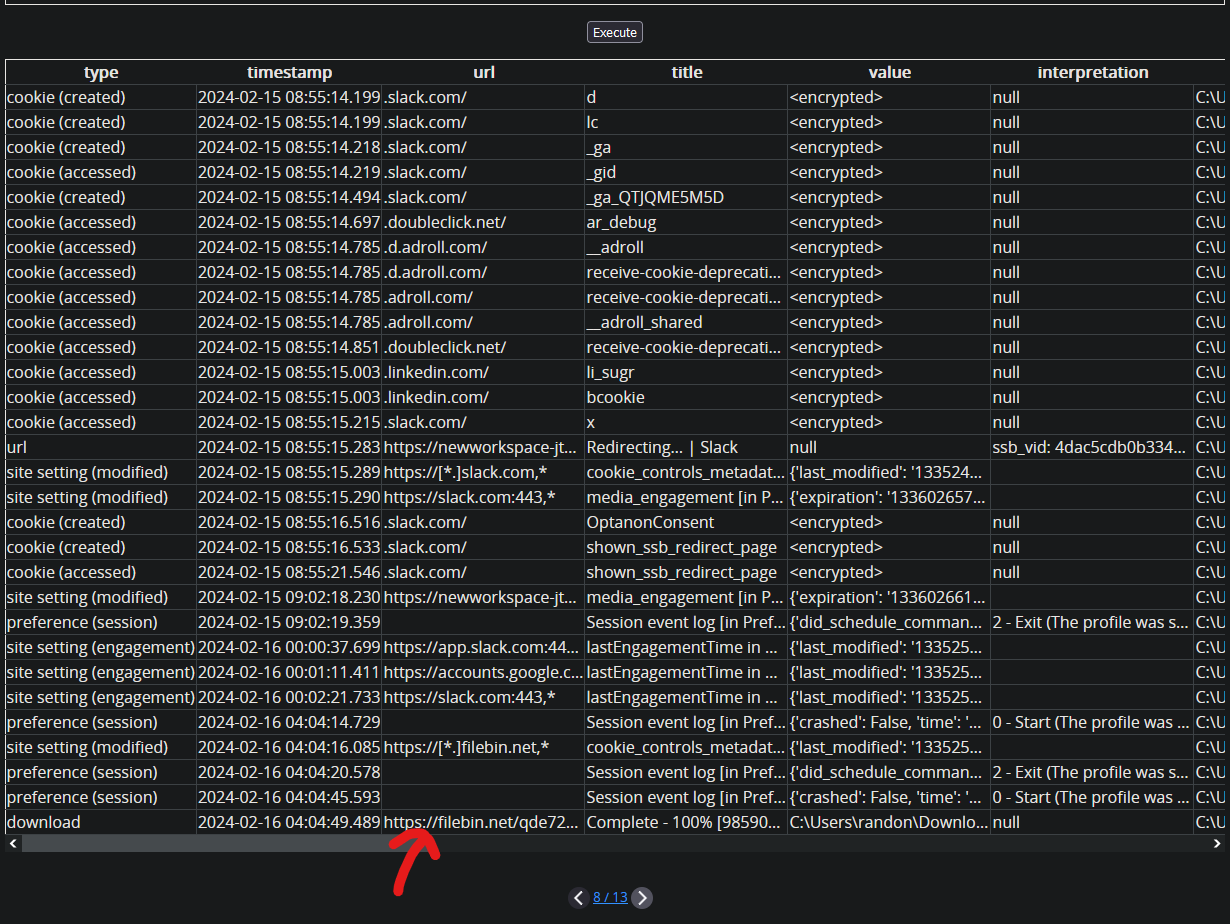 Execute
type timestamp url title value interpretation
cookie (created) 2024-02-15 08:55:14.199 .slack.com/ d <encrypted> null C:\U
cookie (created) 2024-02-15 08:55:14.199 .slack.com/ lc <encrypted> null C:\U
cookie (created) 2024-02-15 08:55:14.218 .slack.com/ _ga <encrypted> null C:\U
cookie (accessed) 2024-02-15 08:55:14.219 .slack.com/ _gid <encrypted> null C:\U
cookie (created) 2024-02-15 08:55:14.494 .slack.com/ _ga_QTJQME5M5D <encrypted> null C:\U
cookie (accessed) 2024-02-15 08:55:14.697 .doubleclick.net/ ar_debug <encrypted> null C:\U
cookie (accessed) 2024-02-15 08:55:14.785 .d.adroll.com/ __adroll <encrypted> null C:\U
cookie (accessed) 2024-02-15 08:55:14.785 .d.adroll.com/ receive-cookie-deprecati... <encrypted> null C:\U
cookie (accessed) 2024-02-15 08:55:14.785 .adroll.com/ receive-cookie-deprecati... <encrypted> null C:\U
cookie (accessed) 2024-02-15 08:55:14.785 .adroll.com/ __adroll_shared <encrypted> null C:\U
cookie (accessed) 2024-02-15 08:55:14.851 .doubleclick.net/ receive-cookie-deprecati... <encrypted> null C:\U
cookie (accessed) 2024-02-15 08:55:15.003 .linkedin.com/ li_sugr <encrypted> null C:\U
cookie (accessed) 2024-02-15 08:55:15.003 .linkedin.com/ bcookie <encrypted> null C:\U
cookie (accessed) 2024-02-15 08:55:15.215 .slack.com/ x <encrypted> null C:\U
url 2024-02-15 08:55:15.283 https://newworkspace-jt... Redirecting... | Slack null ssb_vid: 4dac5cdb0b334... C:\U
site setting (modified) 2024-02-15 08:55:15.289 https://[*.]slack.com,* cookie_controls_metadat... {'last_modified': '133524... C:\U
site setting (modified) 2024-02-15 08:55:15.290 https://slack.com:443,* media_engagement [in P... {'expiration': '133602657... C:\U
cookie (created) 2024-02-15 08:55:16.516 .slack.com/ OptanonConsent <encrypted> null C:\U
cookie (created) 2024-02-15 08:55:16.533 .slack.com/ shown_ssb_redirect_page <encrypted> null C:\U
cookie (accessed) 2024-02-15 08:55:21.546 .slack.com/ shown_ssb_redirect_page <encrypted> null C:\U
site setting (modified) 2024-02-15 09:02:18.230 https://newworkspace-jt... media_engagement [in P... {'expiration': '133602661... C:\U
preference (session) 2024-02-15 09:02:19.359 Session event log [in Pref... {'did_schedule_comman... 2 - Exit (The profile was s... C:\U
site setting (engagement) 2024-02-16 00:00:37.699 https://app.slack.com:44... lastEngagementTime in ... {'last_modified': '133525... C:\U
site setting (engagement) 2024-02-16 00:01:11.411 https://accounts.google.c... lastEngagementTime in ... {'last_modified': '133525... C:\U
site setting (engagement) 2024-02-16 00:02:21.733 https://slack.com:443,* lastEngagementTime in ... {'last_modified': '133525... C:\U
preference (session) 2024-02-16 04:04:14.729 Session event log [in Pref... {'crashed': False, 'time': '... 0 - Start (The profile was ... C:\U
site setting (modified) 2024-02-16 04:04:16.085 https://[*.]filebin.net,* cookie_controls_metadat... {'last_modified': '133525... C:\U
preference (session) 2024-02-16 04:04:20.578 Session event log [in Pref... {'did_schedule_comman... 2 - Exit (The profile was s... C:\U
preference (session) 2024-02-16 04:04:45.593 Session event log [in Pref... {'crashed': False, 'time': '... 0 - Start (The profile was ... C:\U
download 2024-02-16 04:04:49.489 https://filebin.net/qde72... Complete - 100% [98590... C:\Users\randon\Downlo... null C:\U
8 / 13